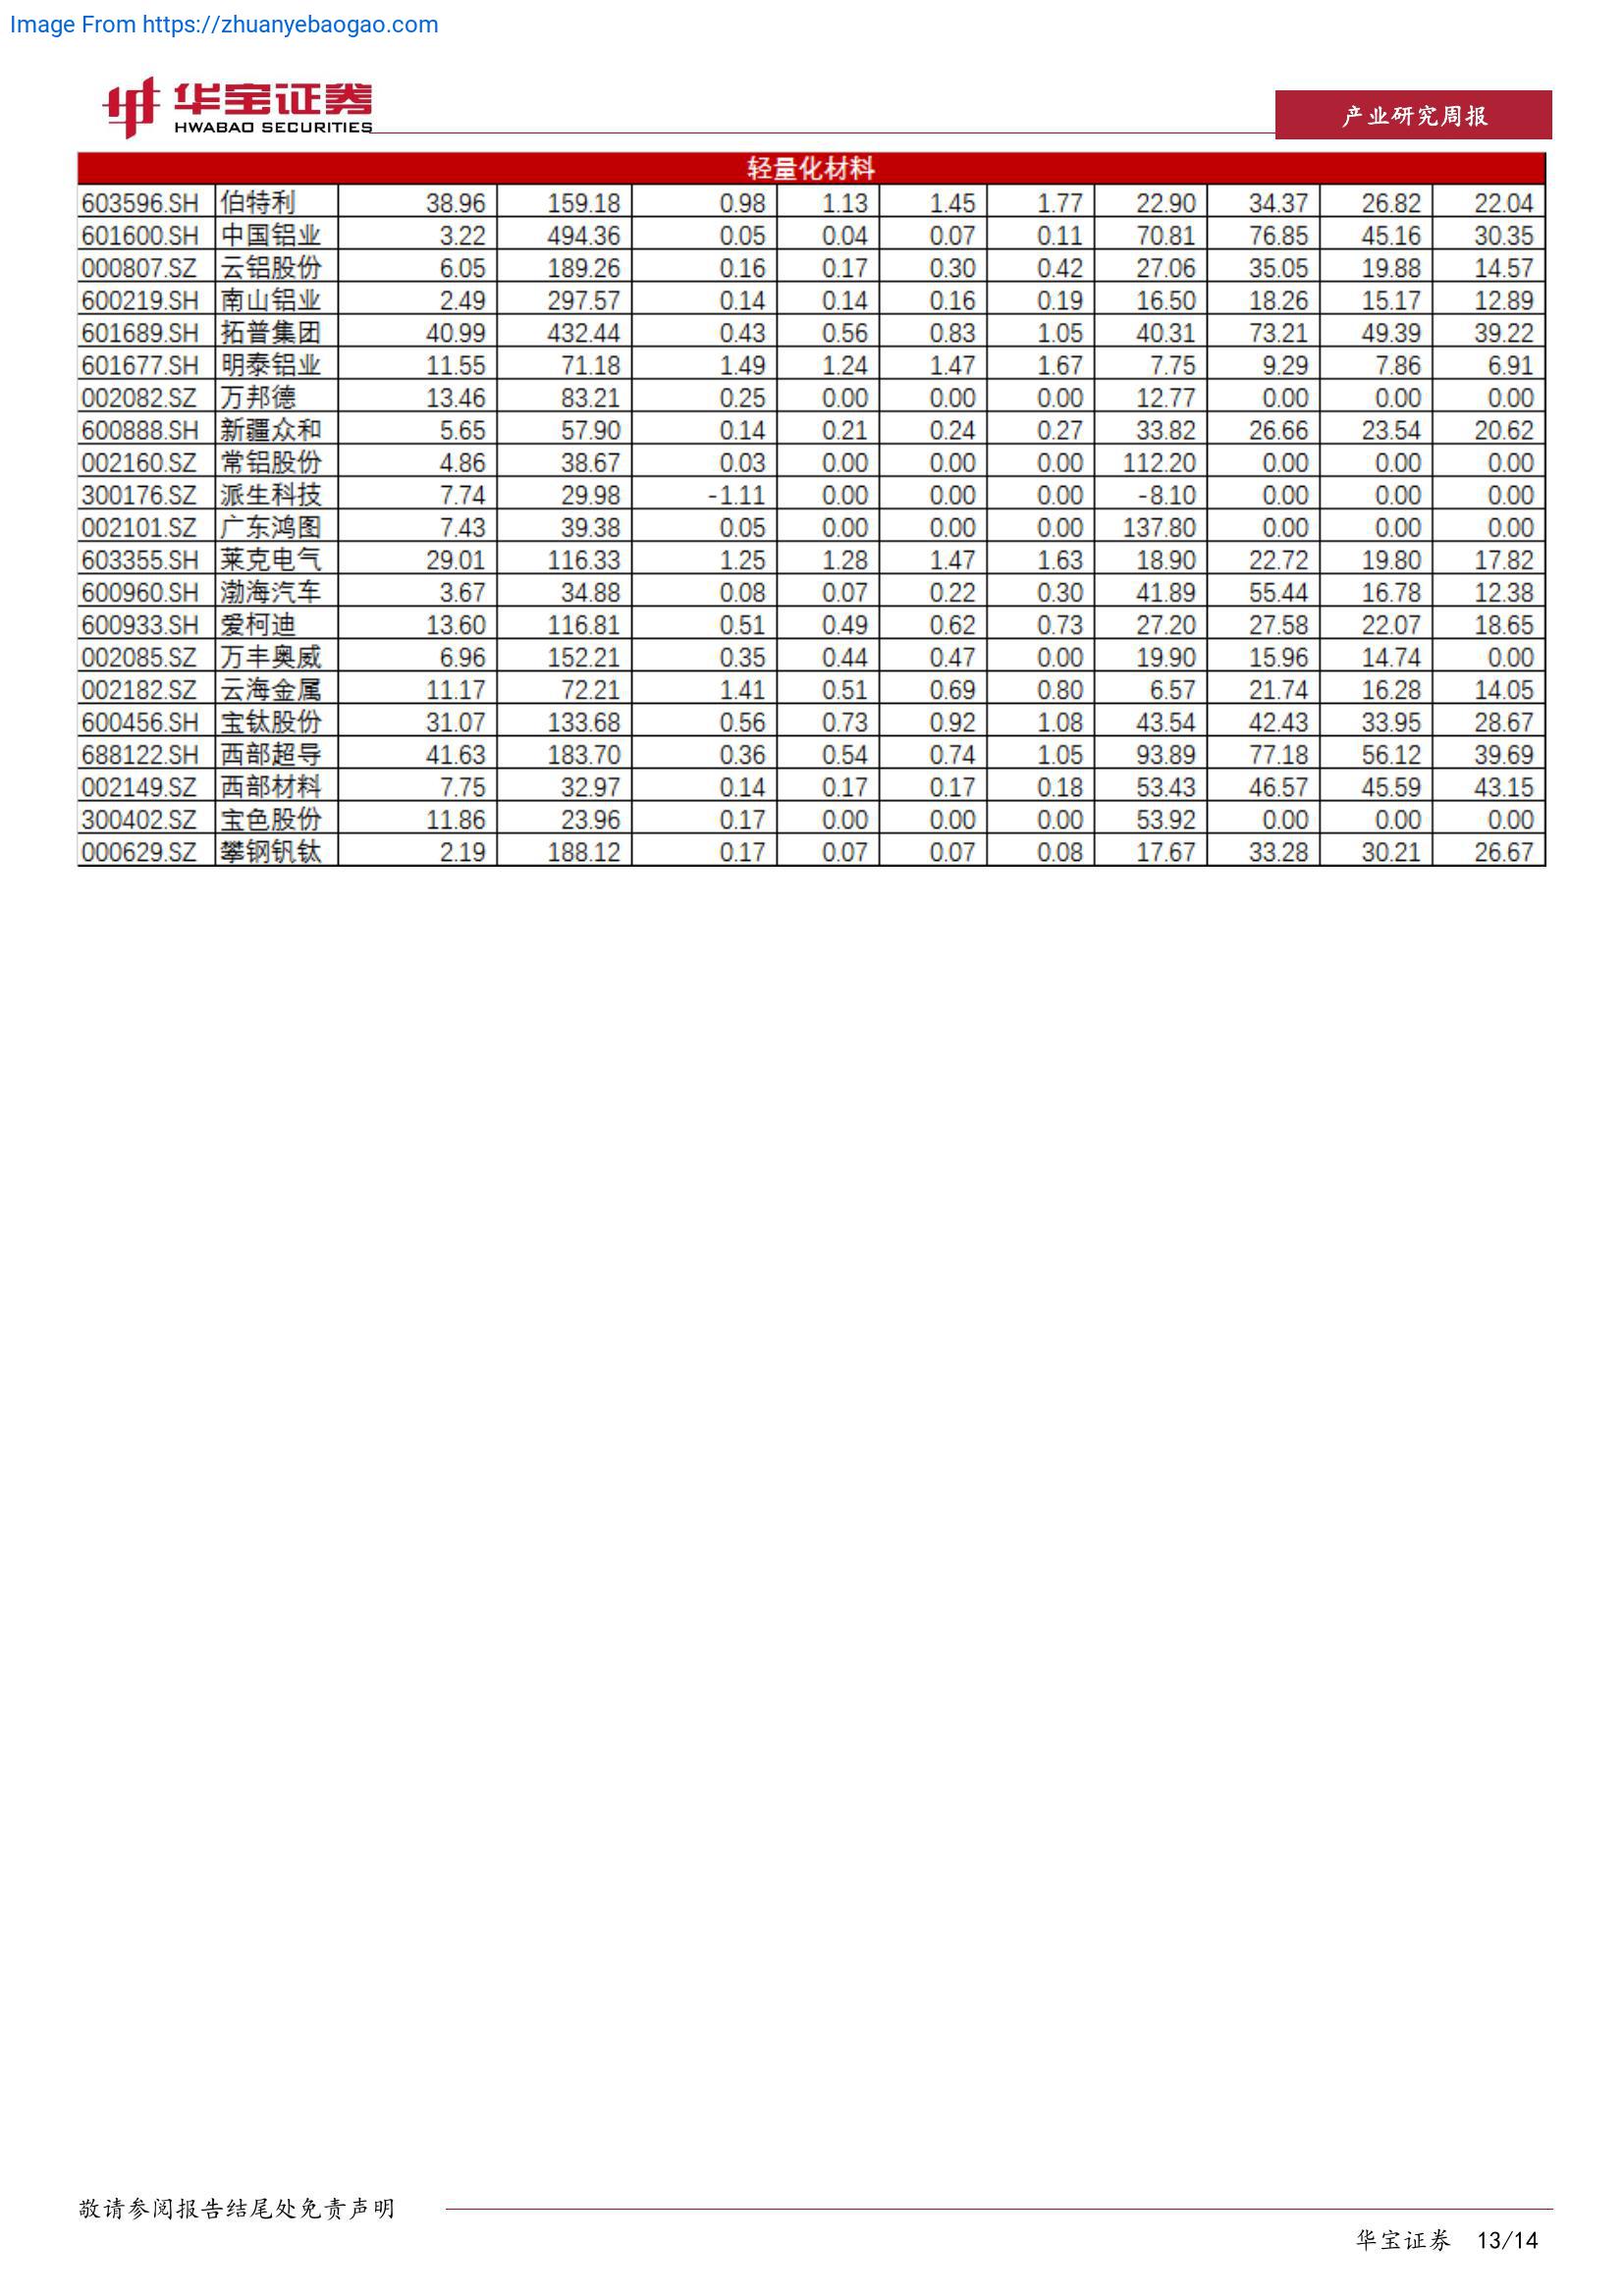 Image From https://zhuanyebaogao.com
华宝证券
HWABAO SECURITIES
产业研究周报
轻量化材料
603596.SH 伯特利 38.96 159.18 0.98 1.13 1.45 1.77 22.90 34.37 26.82 22.04
601600.SH 中国铝业 3.22 494.36 0.05 0.04 0.07 0.11 70.81 76.85 45.16 30.35
000807.SZ 云铝股份 6.05 189.26 0.16 0.17 0.30 0.42 27.06 35.05 19.88 14.57
600219.SH 南山铝业 2.49 297.57 0.14 0.14 0.16 0.19 16.50 18.26 15.17 12.89
601689.SH 拓普集团 40.99 432.44 0.43 0.56 0.83 1.05 40.31 73.21 49.39 39.22
601677.SH 明泰铝业 11.55 71.18 1.49 1.24 1.47 1.67 7.75 9.29 7.86 6.91
002082.SZ 万邦德 13.46 83.21 0.25 0.00 0.00 0.00 12.77 0.00 0.00 0.00
600888.SH 新疆众和 5.65 57.90 0.14 0.21 0.24 0.27 33.82 26.66 23.54 20.62
002160.SZ 常铝股份 4.86 38.67 0.03 0.00 0.00 0.00 112.20 0.00 0.00 0.00
300176.SZ 派生科技 7.74 29.98 -1.11 0.00 0.00 0.00 -8.10 0.00 0.00 0.00
002101.SZ 广东鸿图 7.43 39.38 0.05 0.00 0.00 0.00 137.80 0.00 0.00 0.00
603355.SH 莱克电气 29.01 116.33 1.25 1.28 1.47 1.63 18.90 22.72 19.80 17.82
600960.SH 渤海汽车 3.67 34.88 0.08 0.07 0.22 0.30 41.89 55.44 16.78 12.38
600933.SH 爱柯迪 13.60 116.81 0.51 0.49 0.62 0.73 27.20 27.58 22.07 18.65
002085.SZ 万丰奥威 6.96 152.21 0.35 0.44 0.47 0.00 19.90 15.96 14.74 0.00
002182.SZ 云海金属 11.17 72.21 1.41 0.51 0.69 0.80 6.57 21.74 16.28 14.05
600456.SH 宝钛股份 31.07 133.68 0.56 0.73 0.92 1.08 43.54 42.43 33.95 28.67
688122.SH 西部超导 41.63 183.70 0.36 0.54 0.74 1.05 93.89 77.18 56.12 39.69
002149.SZ 西部材料 7.75 32.97 0.14 0.17 0.17 0.18 53.43 46.57 45.59 43.15
300402.SZ 宝色股份 11.86 23.96 0.17 0.00 0.00 0.00 53.92 0.00 0.00 0.00
000629.SZ 攀钢钒钛 2.19 188.12 0.17 0.07 0.07 0.08 17.67 33.28 30.21 26.67
敬请参阅报告结尾处免责声明
华宝证券 13/14